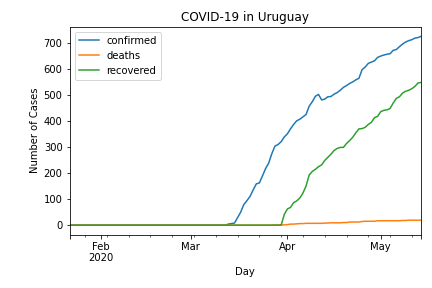 COVID-19 in Uruguay
confirmed
deaths
recovered
Number of Cases
700
600
500
400
300
200
100
0
Feb
2020
Mar
Apr
May
Day